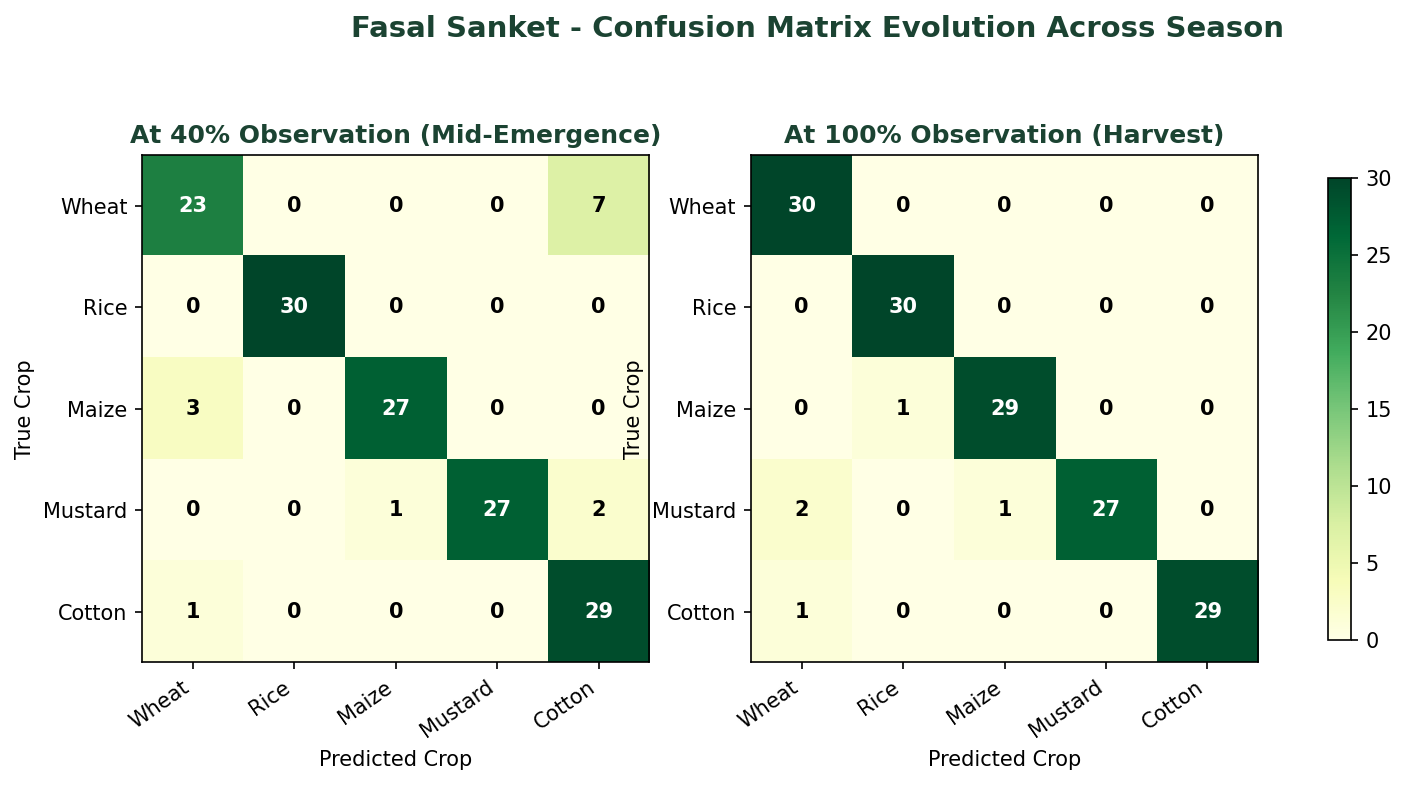 Fasal Sanket - Confusion Matrix Evolution Across Season
At 40% Observation (Mid-Emergence)
Wheat 23 0 0 0 7
Rice 0 30 0 0 0
Maize 3 0 27 0 0
Mustard 0 0 1 27 2
Cotton 1 0 0 0 29
True Crop
Wheat Rice Maize Mustard Cotton
Predicted Crop
At 100% Observation (Harvest)
Wheat 30 0 0 0 0
Rice 0 30 0 0 0
Maize 0 1 29 0 0
Mustard 2 0 1 27 0
Cotton 1 0 0 0 29
True Crop
Wheat Rice Maize Mustard Cotton
Predicted Crop
30
25
20
15
10
5
0